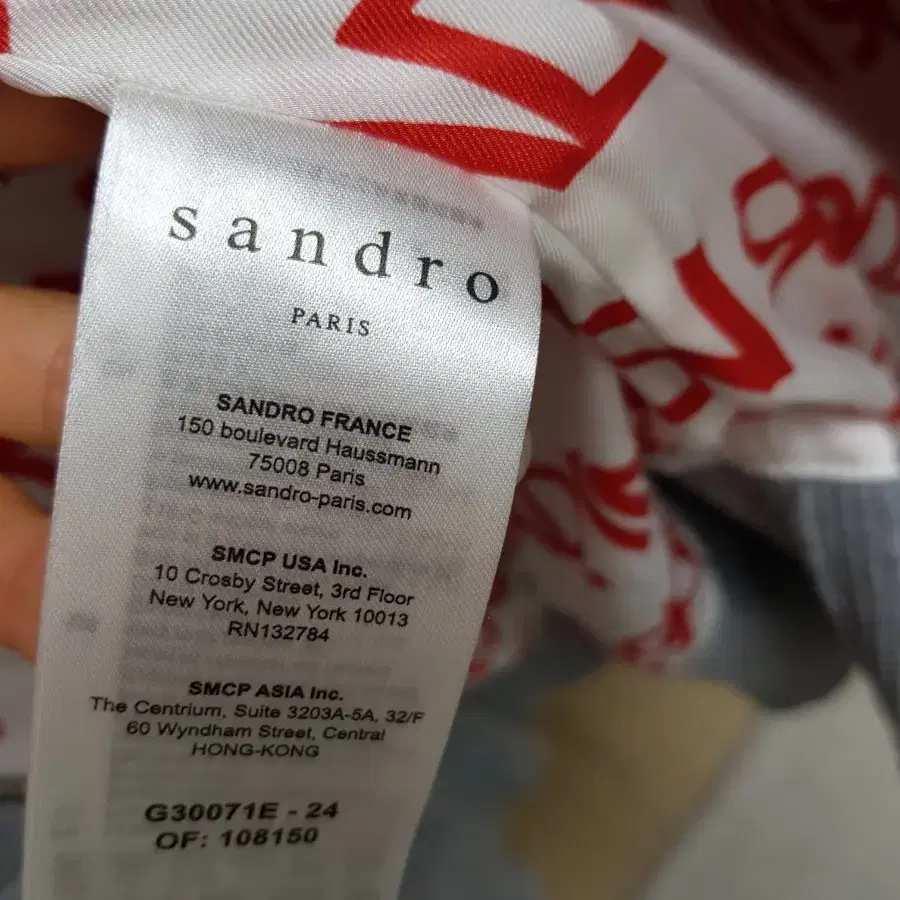 sandro
PARIS
SANDRO FRANCE
150 boulevard Haussmann
75008 Paris
www.sandro-paris.com
SMCP USA Inc.
10 Crosby Street, 3rd Floor
New York, New York 10013
RN132784
SMCP ASIA Inc.
The Centrium, Suite 3203A-5A, 32/F
60 Wyndham Street, Central
HONG-KONG
G30071E - 24
OF: 108150